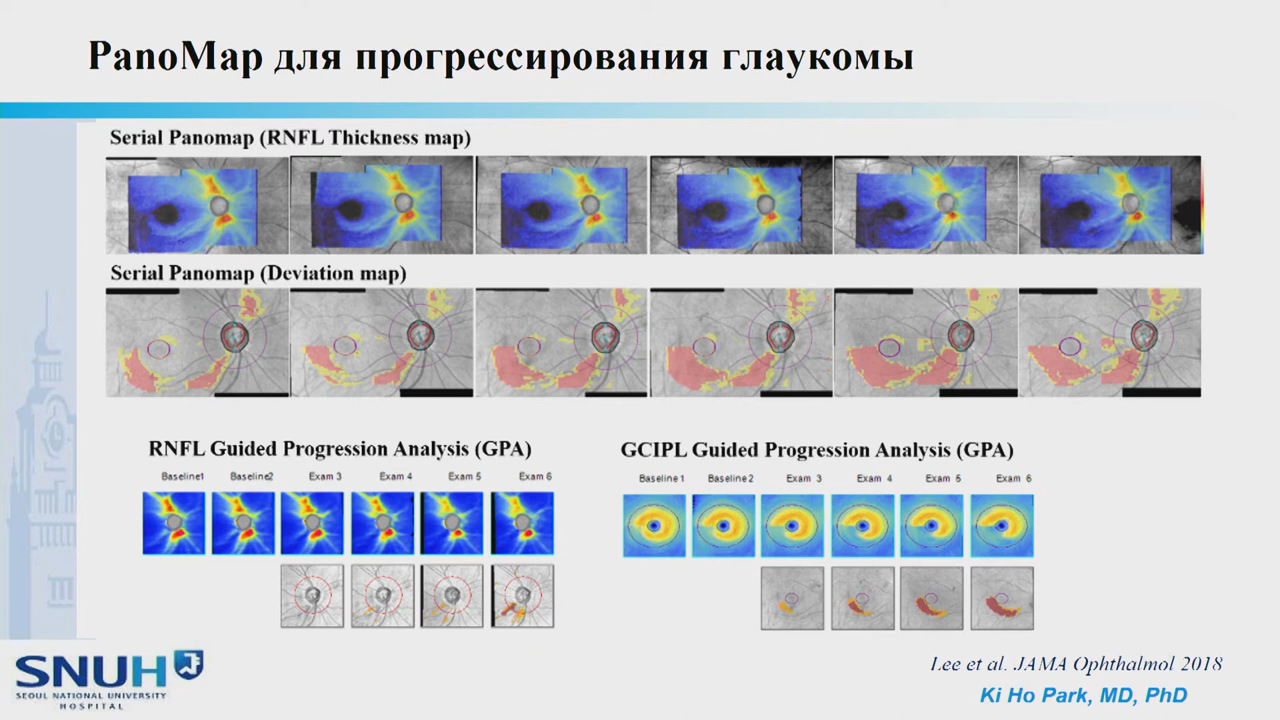 PanoMap для прогрессирования глаукомы
Serial Panomap (RNFL Thickness map)
Serial Panomap (Deviation map)
RNFL Guided Progression Analysis (GPA)
Baseline1 Baseline2 Exam 3 Exam 4 Exam 5 Exam 6
GCIPL Guided Progression Analysis (GPA)
Baseline 1 Baseline 2 Exam 3 Exam 4 Exam 5 Exam 6
SNUH
SEOUL NATIONAL UNIVERSITY
HOSPITAL
Lee et al. JAMA Ophthalmol 2018
Ki Ho Park, MD, PhD